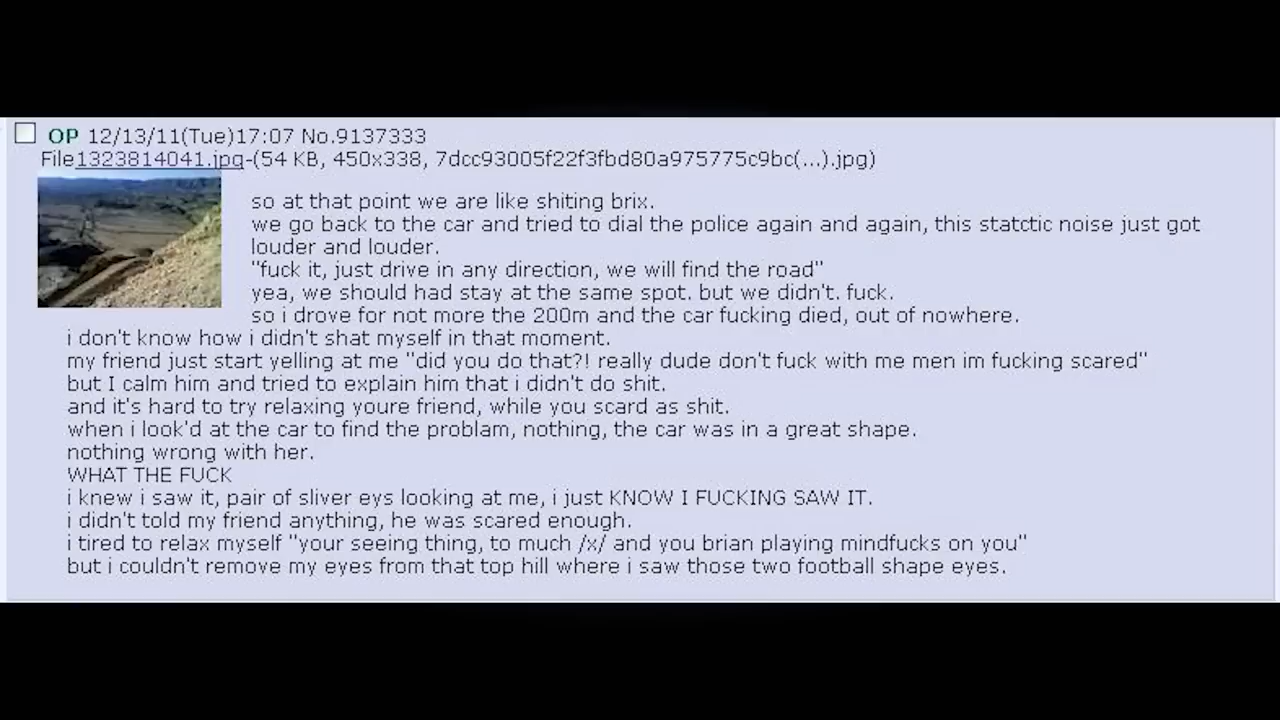 OP 12/13/11(Tue)17:07 No.9137333
File1323814041.jpg-(54 KB, 450x338, 7dcc93005f22f3fbd80a975775c9bc(...).jpg)
so at that point we are like shiting brix.
we go back to the car and tried to dial the police again and again, this statctic noise just got
louder and louder.
"fuck it, just drive in any direction, we will find the road"
yea, we should had stay at the same spot. but we didn't. fuck.
so i drove for not more the 200m and the car fucking died, out of nowhere.
i don't know how i didn't shat myself in that moment.
my friend just start yelling at me "did you do that?! really dude don't fuck with me men im fucking scared"
but I calm him and tried to explain him that i didn't do shit.
and it's hard to try relaxing youre friend, while you scard as shit.
when i look'd at the car to find the problam, nothing, the car was in a great shape.
nothing wrong with her.
WHAT THE FUCK
i knew i saw it, pair of sliver eys looking at me, i just KNOW I FUCKING SAW IT.
i didn't told my friend anything, he was scared enough.
i tired to relax myself "your seeing thing, to much /x/ and you brian playing mindfucks on you"
but i couldn't remove my eyes from that top hill where i saw those two football shape eyes.